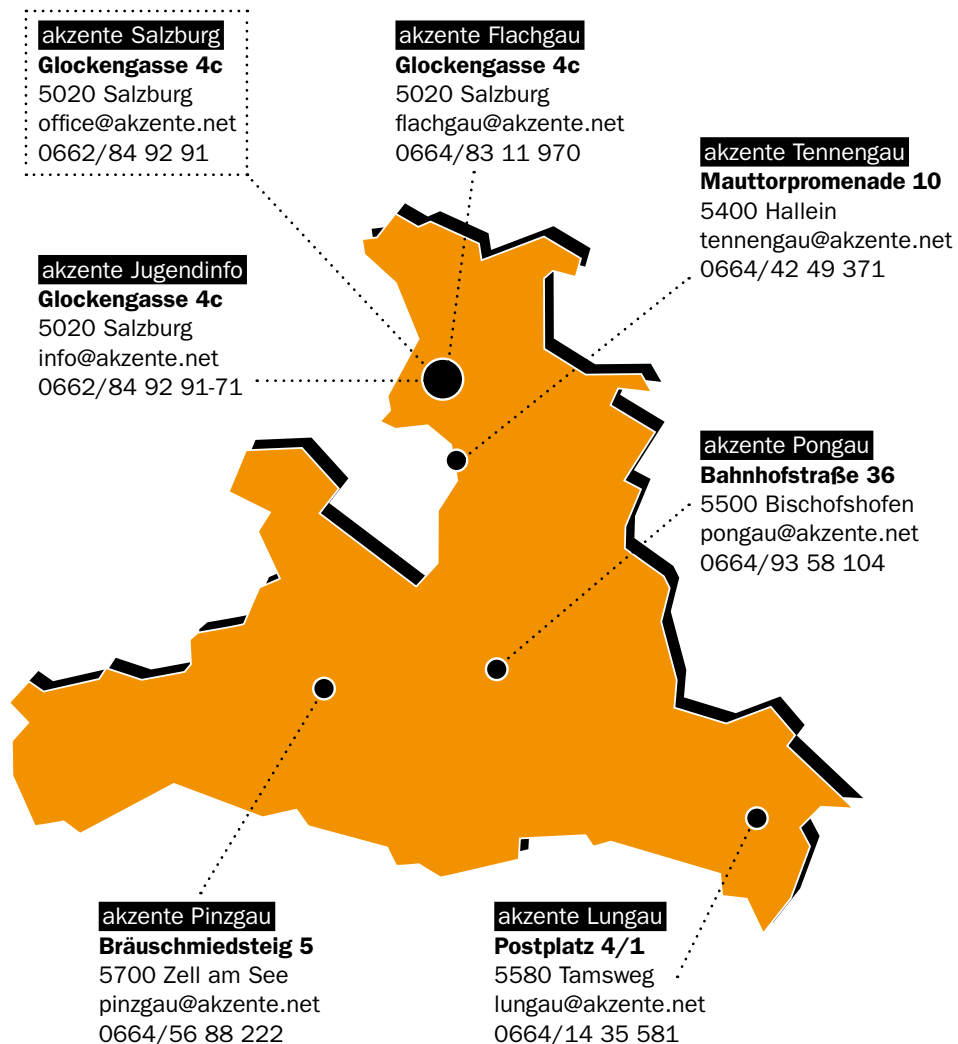 akzente Salzburg
Glockengasse 4c
5020 Salzburg
office@akzente.net
0662/84 92 91
akzente Flachgau
Glockengasse 4c
5020 Salzburg
flachgau@akzente.net
0664/83 11 970
akzente Tennengau
Mauttorpromenade 10
5400 Hallein
tennengau@akzente.net
0664/42 49 371
akzente Jugendinfo
Glockengasse 4c
5020 Salzburg
info@akzente.net
0662/84 92 91-71
akzente Pongau
Bahnhofstraße 36
5500 Bischofshofen
pongau@akzente.net
0664/93 58 104
akzente Pinzgau
Bräuschmiedsteig 5
5700 Zell am See
pinzgau@akzente.net
0664/56 88 222
akzente Lungau
Postplatz 4/1
5580 Tamsweg
lungau@akzente.net
0664/14 35 581